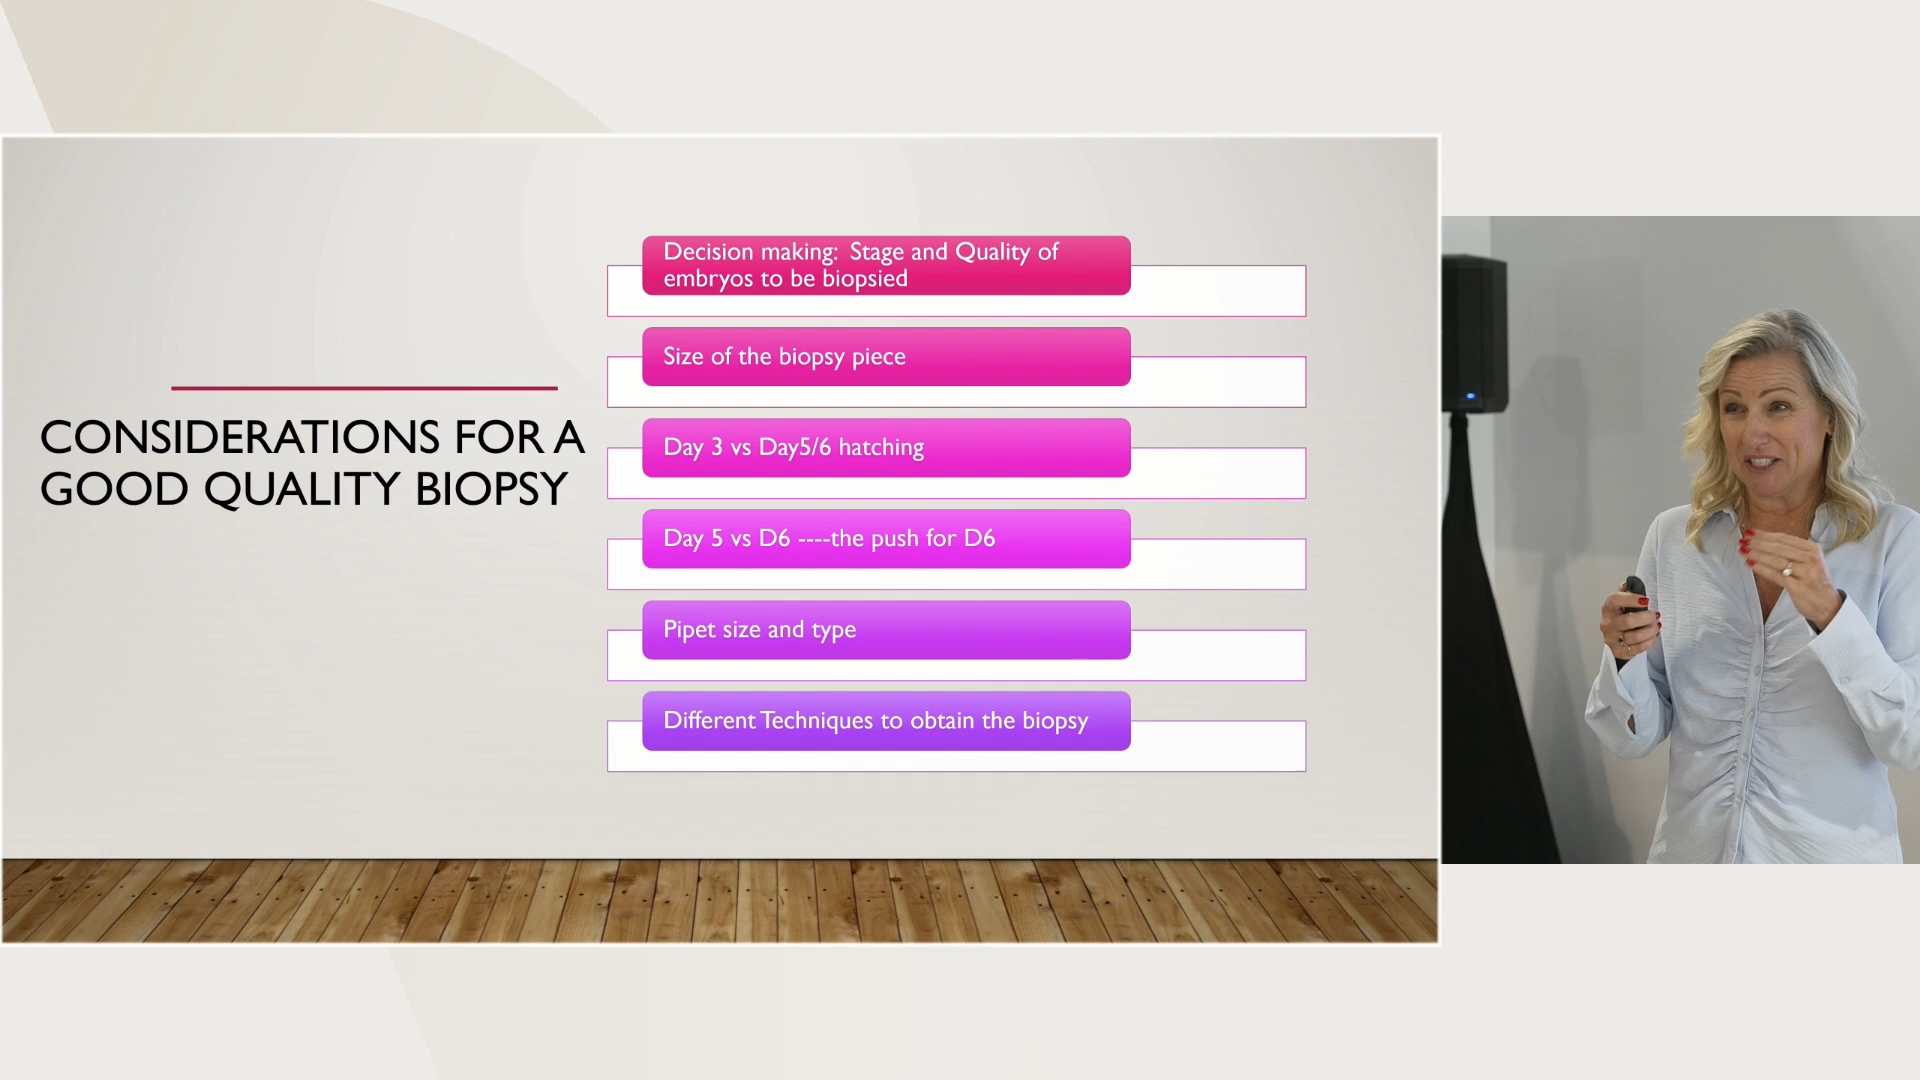 CONSIDERATIONS FOR A
GOOD QUALITY BIOPSY
Decision making:  Stage and Quality of
embryos to be biopsied
Size of the biopsy piece
Day 3 vs Day5/6 hatching
Day 5 vs D6 ----the push for D6
Pipet size and type
Different Techniques to obtain the biopsy